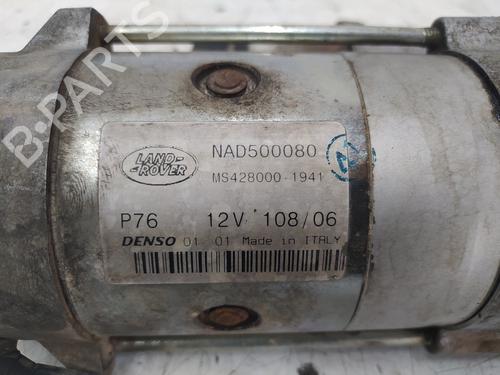 LAND-
-ROVER
NAD500080
MS428000-1941
P76 12V 108/06
DENSO 01 01 Made in ITALY
B-PARTS